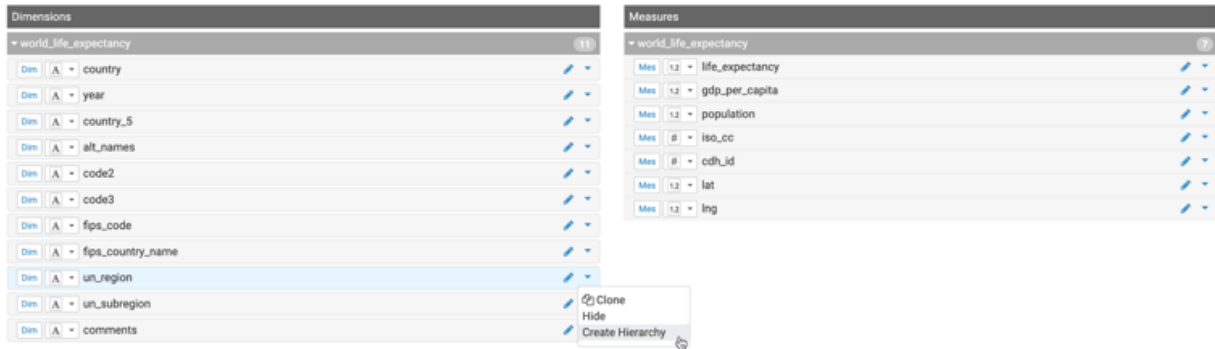 Dimensions
world_life_expectancy 11
Dim A country
Dim A year
Dim A country_5
Dim A alt_names
Dim A code2
Dim A code3
Dim A fips_code
Dim A fips_country_name
Dim A un_region
Dim A un_subregion
Dim A comments
Clone
Hide
Create Hierarchy
Measures
world_life_expectancy 7
Mes 1.2 life_expectancy
Mes 1.2 gdp_per_capita
Mes 1.2 population
Mes # iso_cc
Mes # cdh_id
Mes 1.2 lat
Mes 1.2 lng